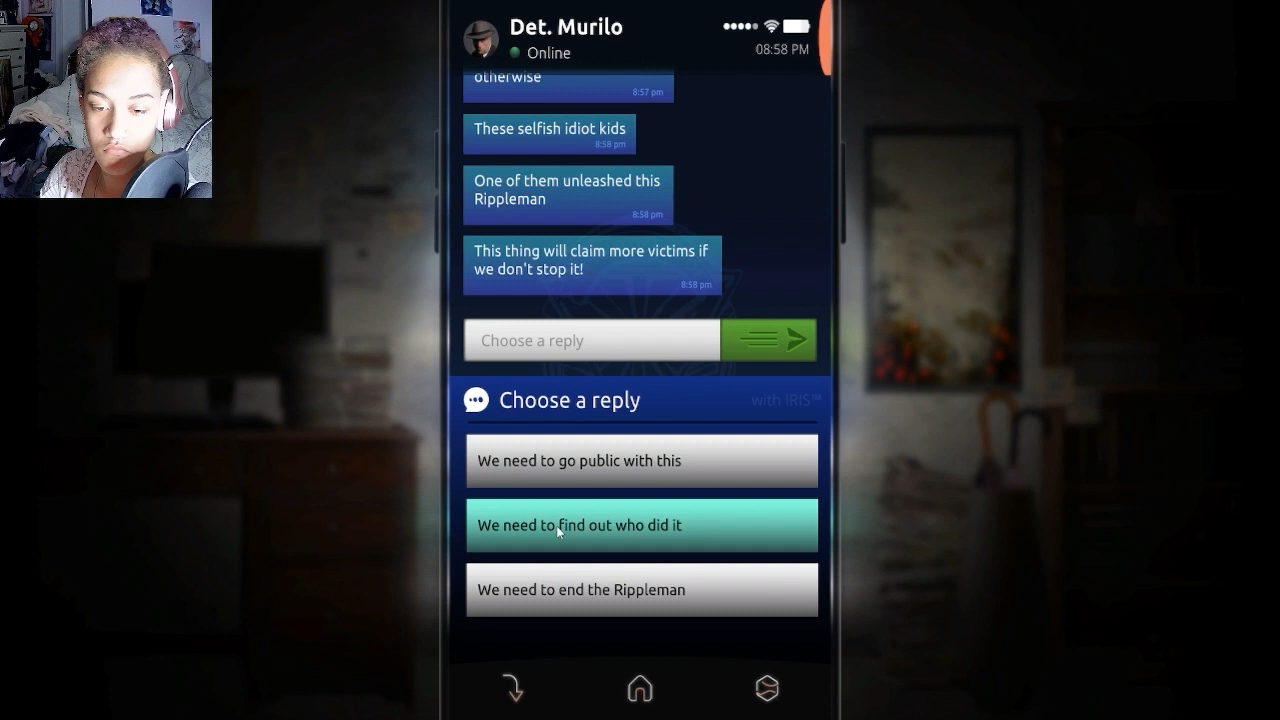 Det. Murilo
Online
08:58 PM
otherwise
8:57 pm
These selfish idiot kids
8:58 pm
One of them unleashed this
Rippleman
8:58 pm
This thing will claim more victims if
we don't stop it!
8:58 pm
Choose a reply
Choose a reply
with IRIS™
We need to go public with this
We need to find out who did it
We need to end the Rippleman